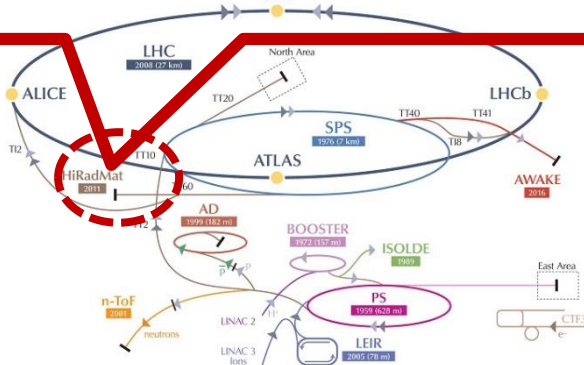 LHC
2008 (27 km)
North Area
ALICE
TT20
LHCb
TT40
TT41
SPS
1976 (7 km)
TI2
TT10
TI8
ATLAS
HiRadMat
2011
60
AWAKE
2016
TT2
AD
1999 (182 m)
BOOSTER
1972 (157 m)
ISOLDE
1989
p
p
East Area
n-ToF
2001
H+
PS
1959 (628 m)
LINAC 2
neutrons
CTF3
e-
LINAC 3
Ions
LEIR
2005 (78 m)